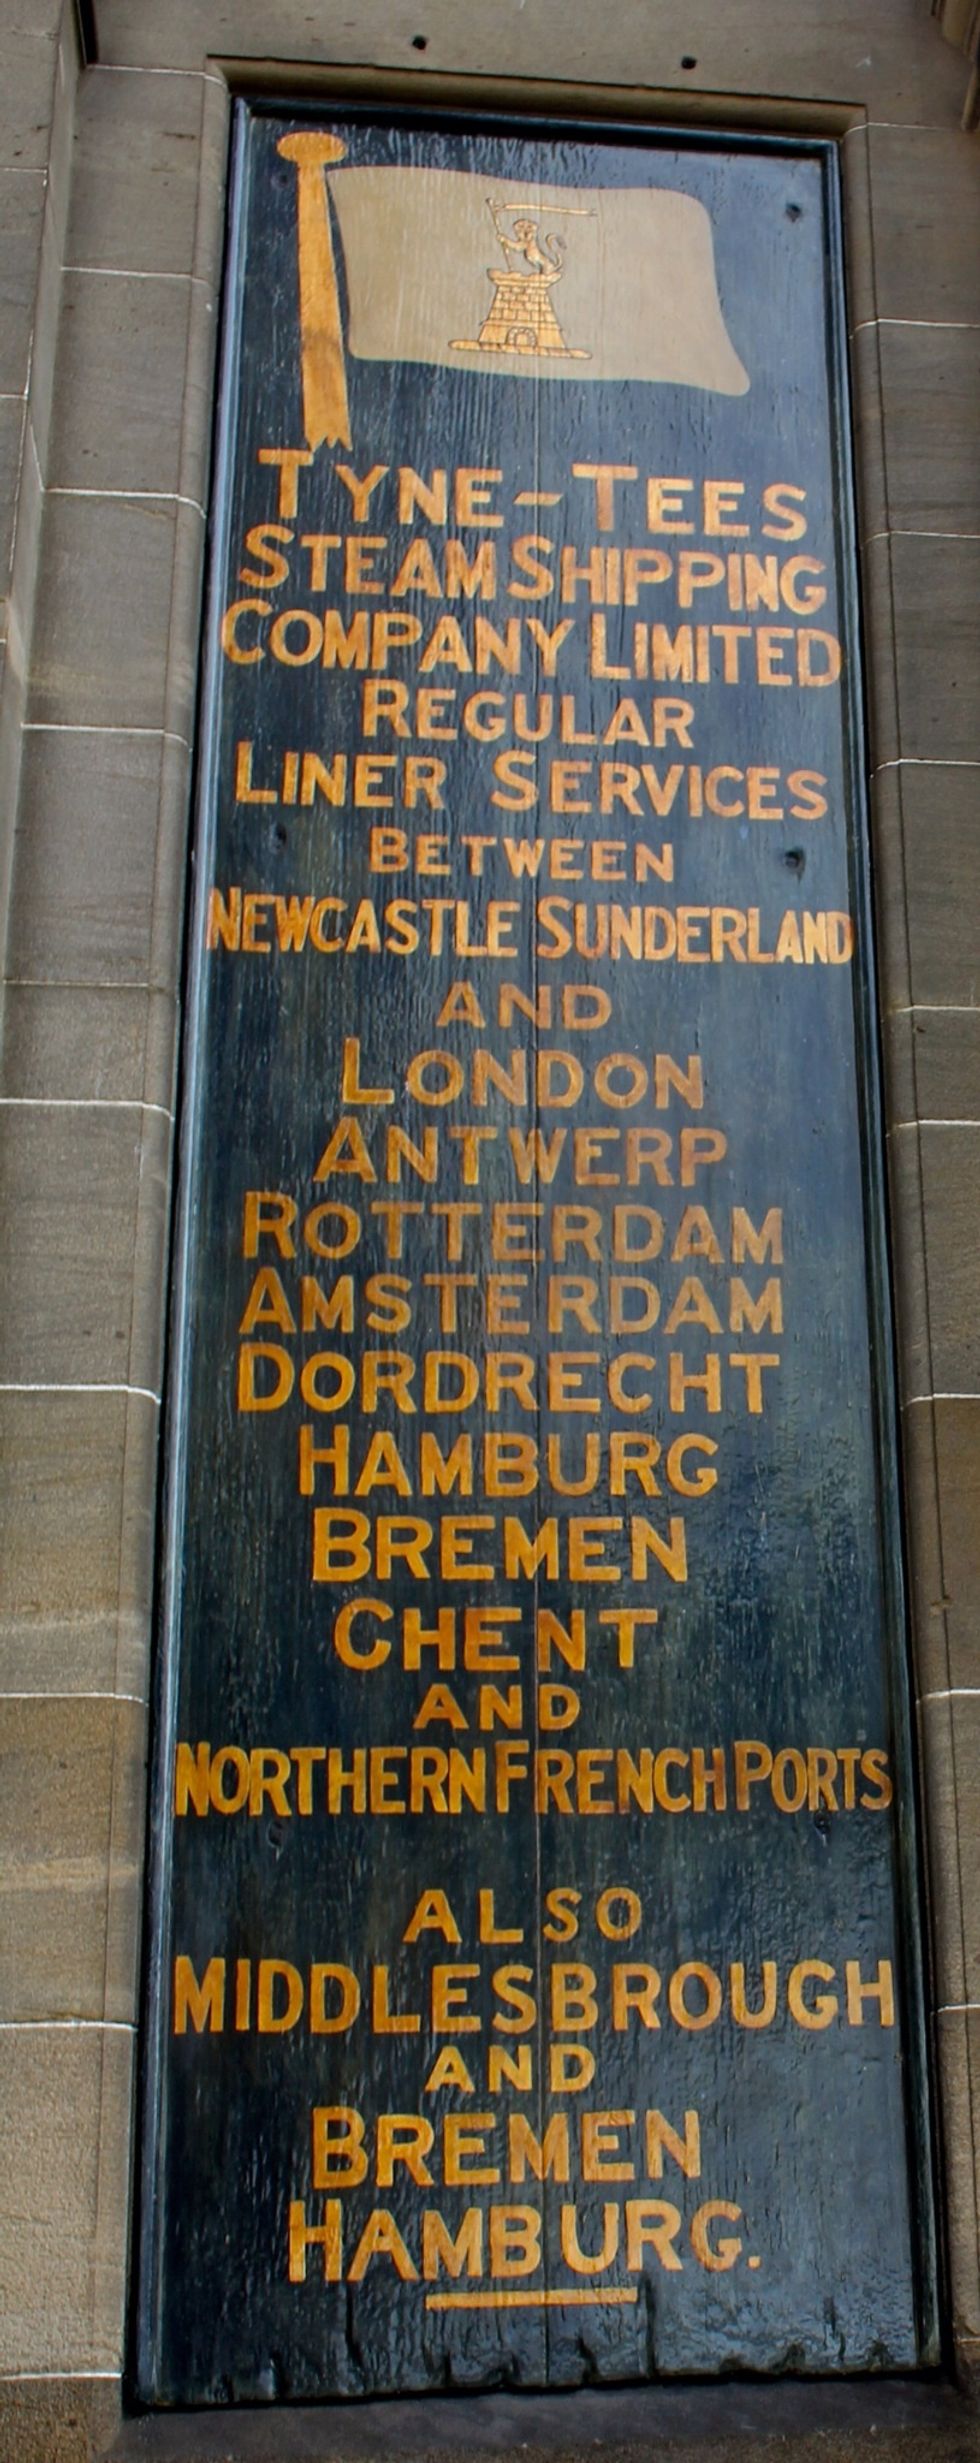 TYNE-TEES
STEAM SHIPPING
COMPANY LIMITED
REGULAR
LINER SERVICES
BETWEEN
NEWCASTLE SUNDERLAND
AND
LONDON
ANTWERP
ROTTERDAM
AMSTERDAM
DORDRECHT
HAMBURG
BREMEN
CHENT
AND
NORTHERN FRENCH PORTS
ALSO
MIDDLESBROUGH
AND
BREMEN
HAMBURG.